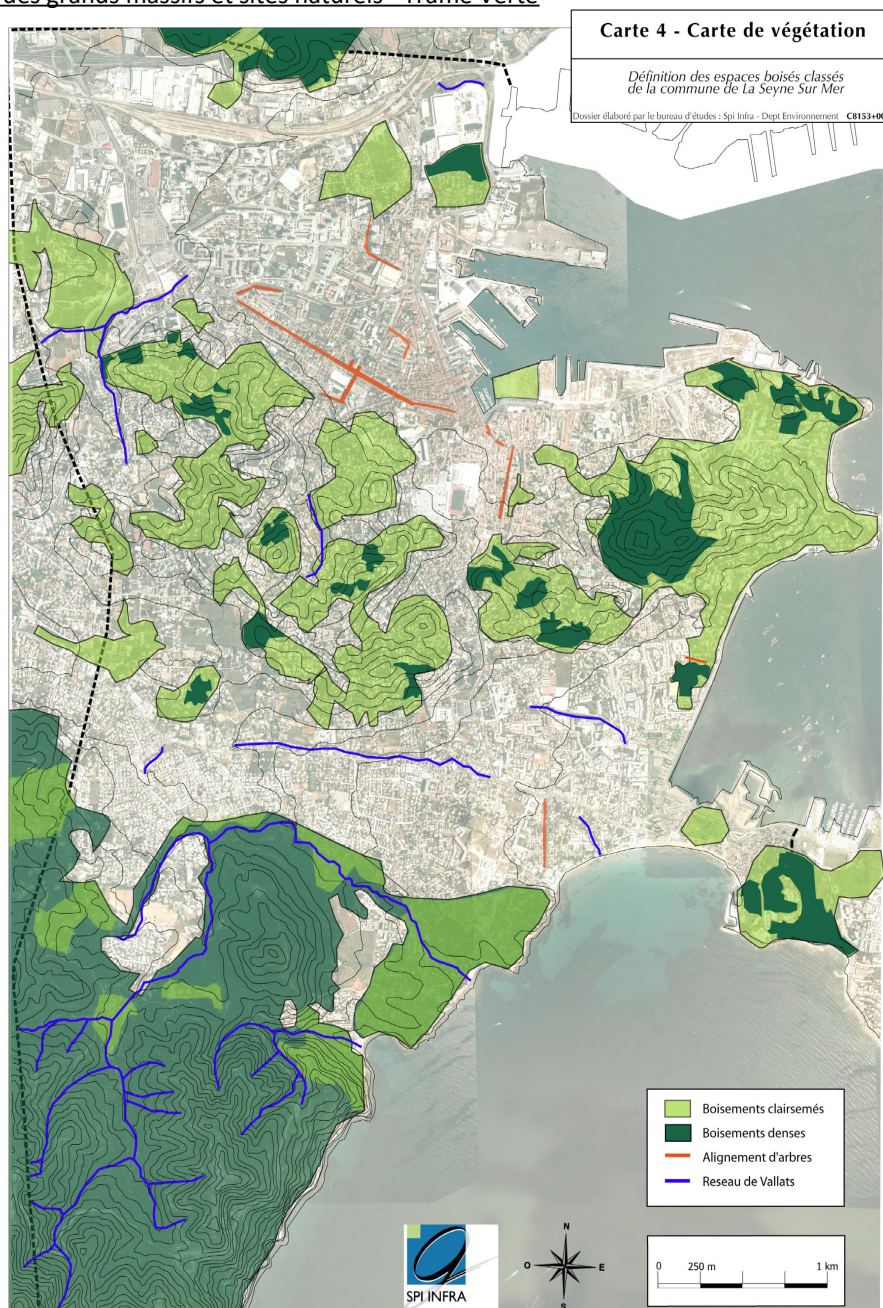 des grands massifs et sites naturels - Trame Verte
Carte 4 - Carte de végétation
Définition des espaces boisés classés
de la commune de La Seyne Sur Mer
Dossier élaboré par le bureau d'études : Spi Infra - Dept Environnement C8153+00
Boisements clairsemés
Boisements denses
Alignement d'arbres
Reseau de Vallats
SPI INFRA
N
O
E
S
0 250 m 1 km